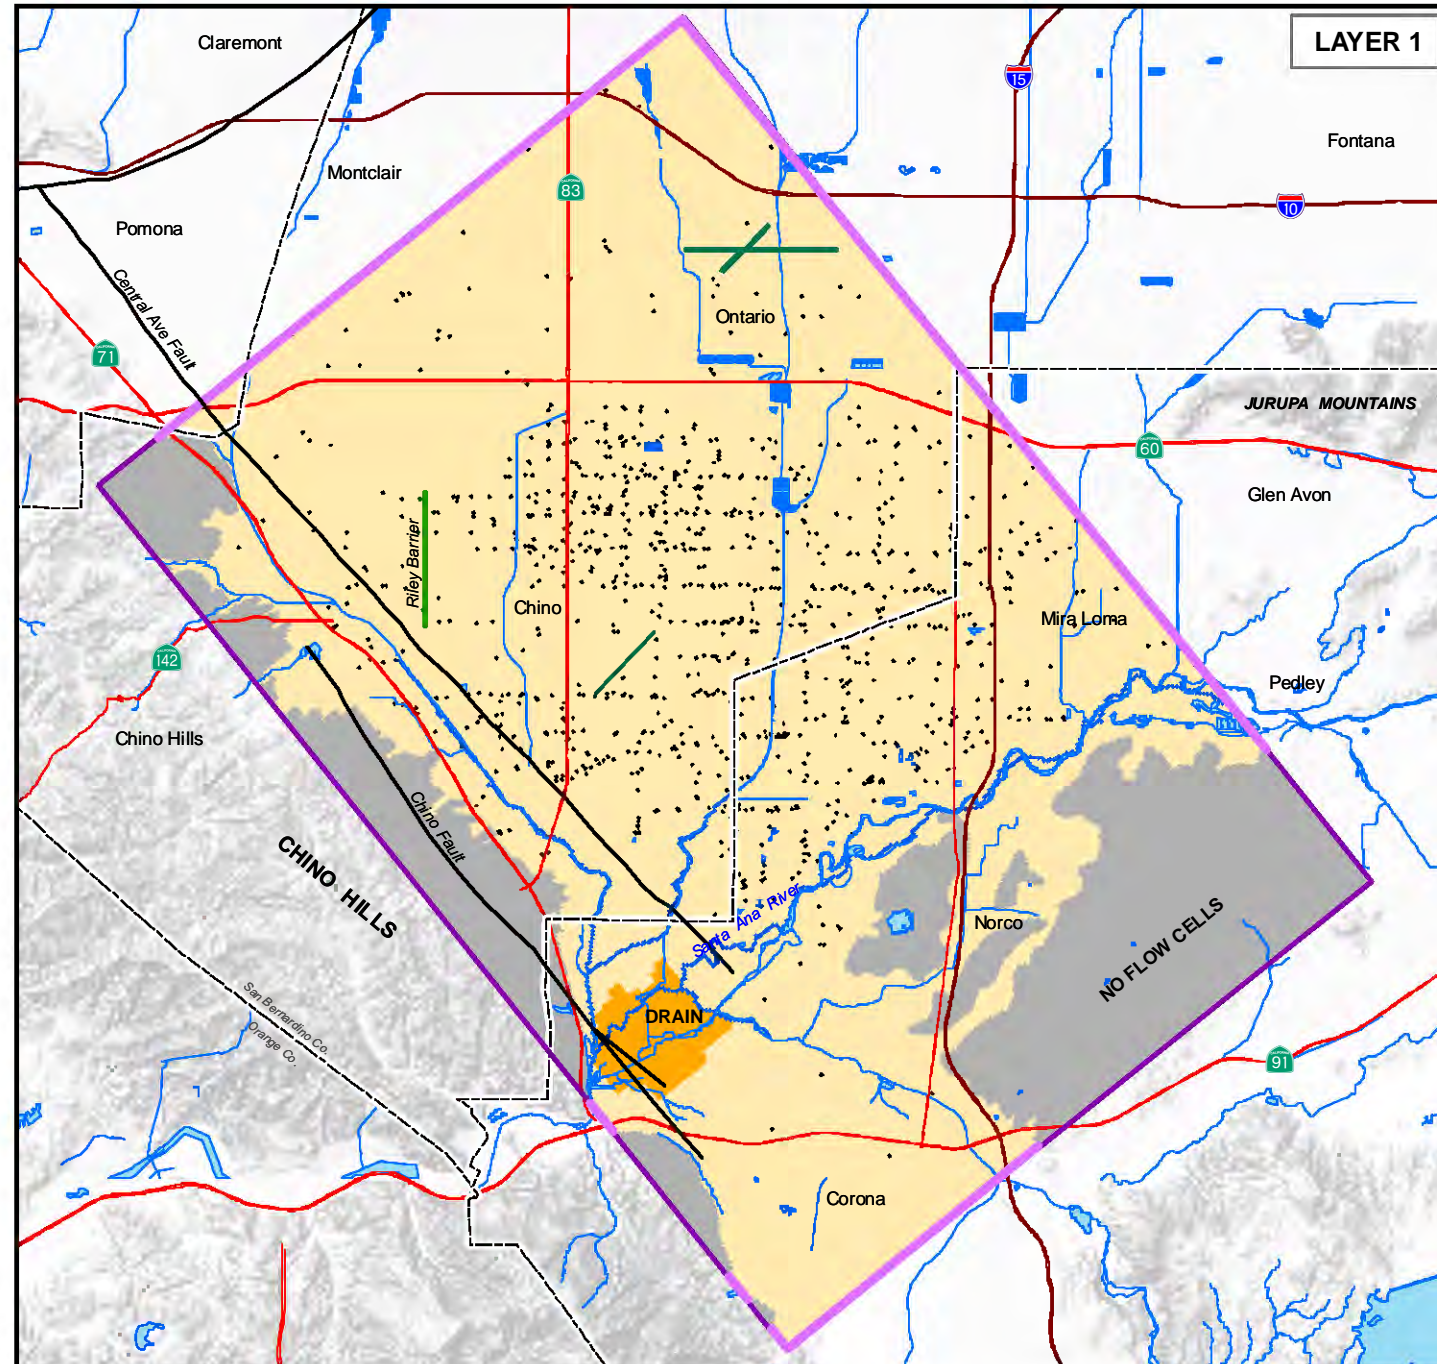 LAYER 1
Claremont
15
Fontana
Montclair
83
10
Pomona
Central Ave Fault
Ontario
71
JURUPA MOUNTAINS
60
Glen Avon
Riley Barrier
Chino
Mira Loma
142
Pedley
Chino Hills
Chino Fault
CHINO HILLS
Santa Ana River
Norco
NO FLOW CELLS
San Bernardino Co.
Orange Co.
DRAIN
91
Corona